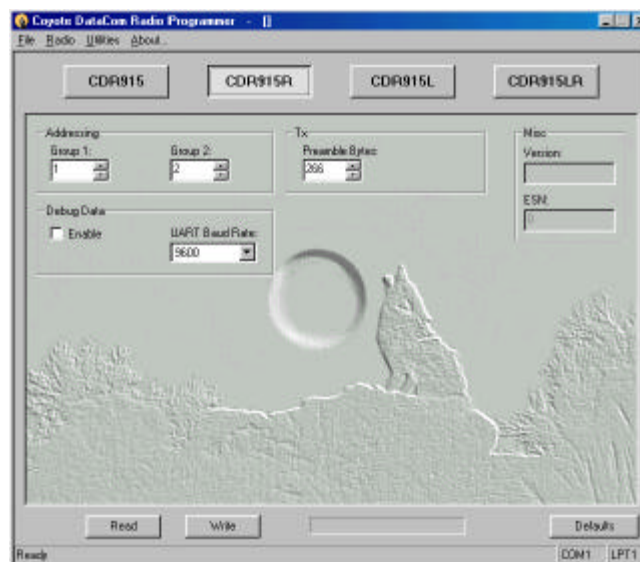 Coyote DataCom Radio Programmer - []
File Radio Utilities About..
CDR915 CDR915R CDR915L CDR915LR
Addressing Tx Misc
Group 1: Group 2: Preamble Bytes: Version:
1 2 266
ESN:
0
Debug Data
Enable UART Baud Rate:
9600
Read Write Defaults
Ready COM1 LPT1